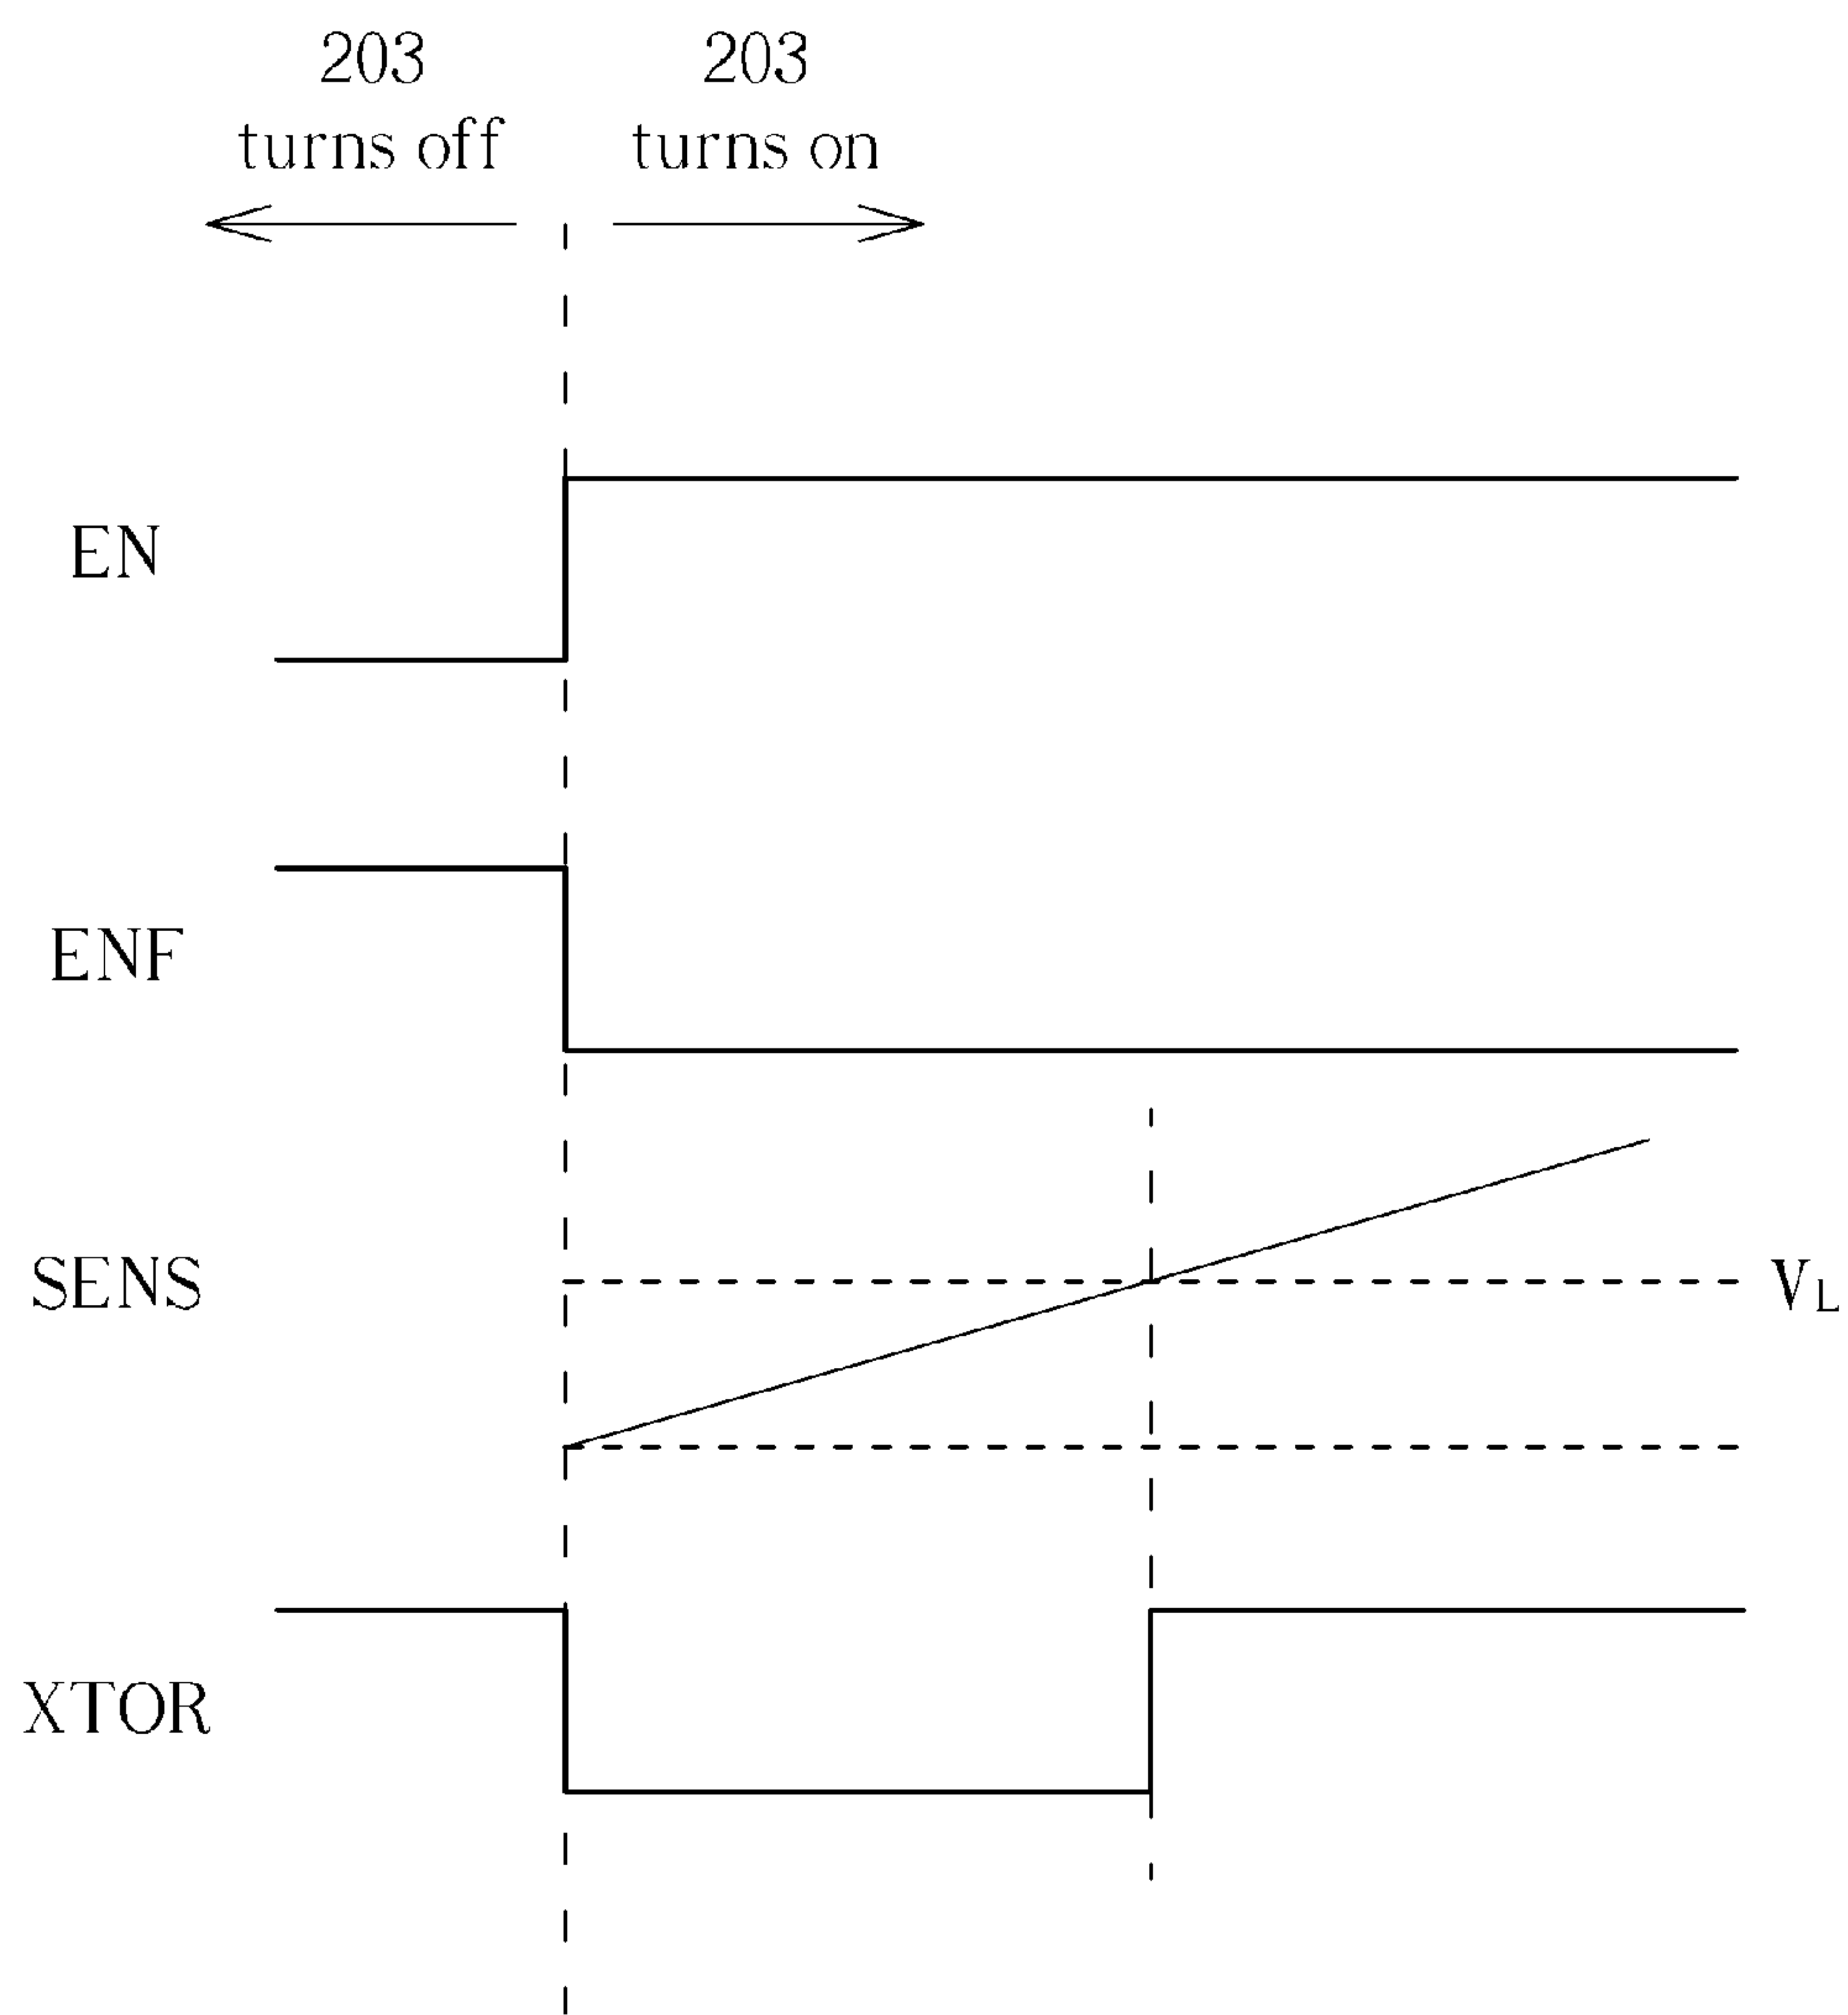 203 203
turns off turns on
EN
ENF
SENS VL
XTOR